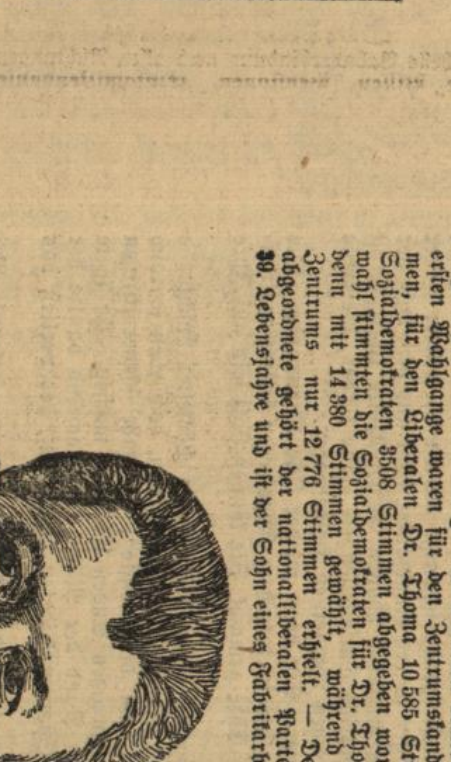 ersten Wahlgange waren für den Zentrumskand
men, für den Liberalen Dr. Thoma 10 585 St
Sozialdemokraten 3508 Stimmen abgegeben wor
wahl stimmten die Sozialdemokraten für Dr. Tho
denn mit 14 380 Stimmen gewählt, während
Zentrums nur 12 776 Stimmen erhielt. — De
abgeordnete gehört der nationalliberalen Parte
39. Lebensjahre und ist der Sohn eines Fabrikarb